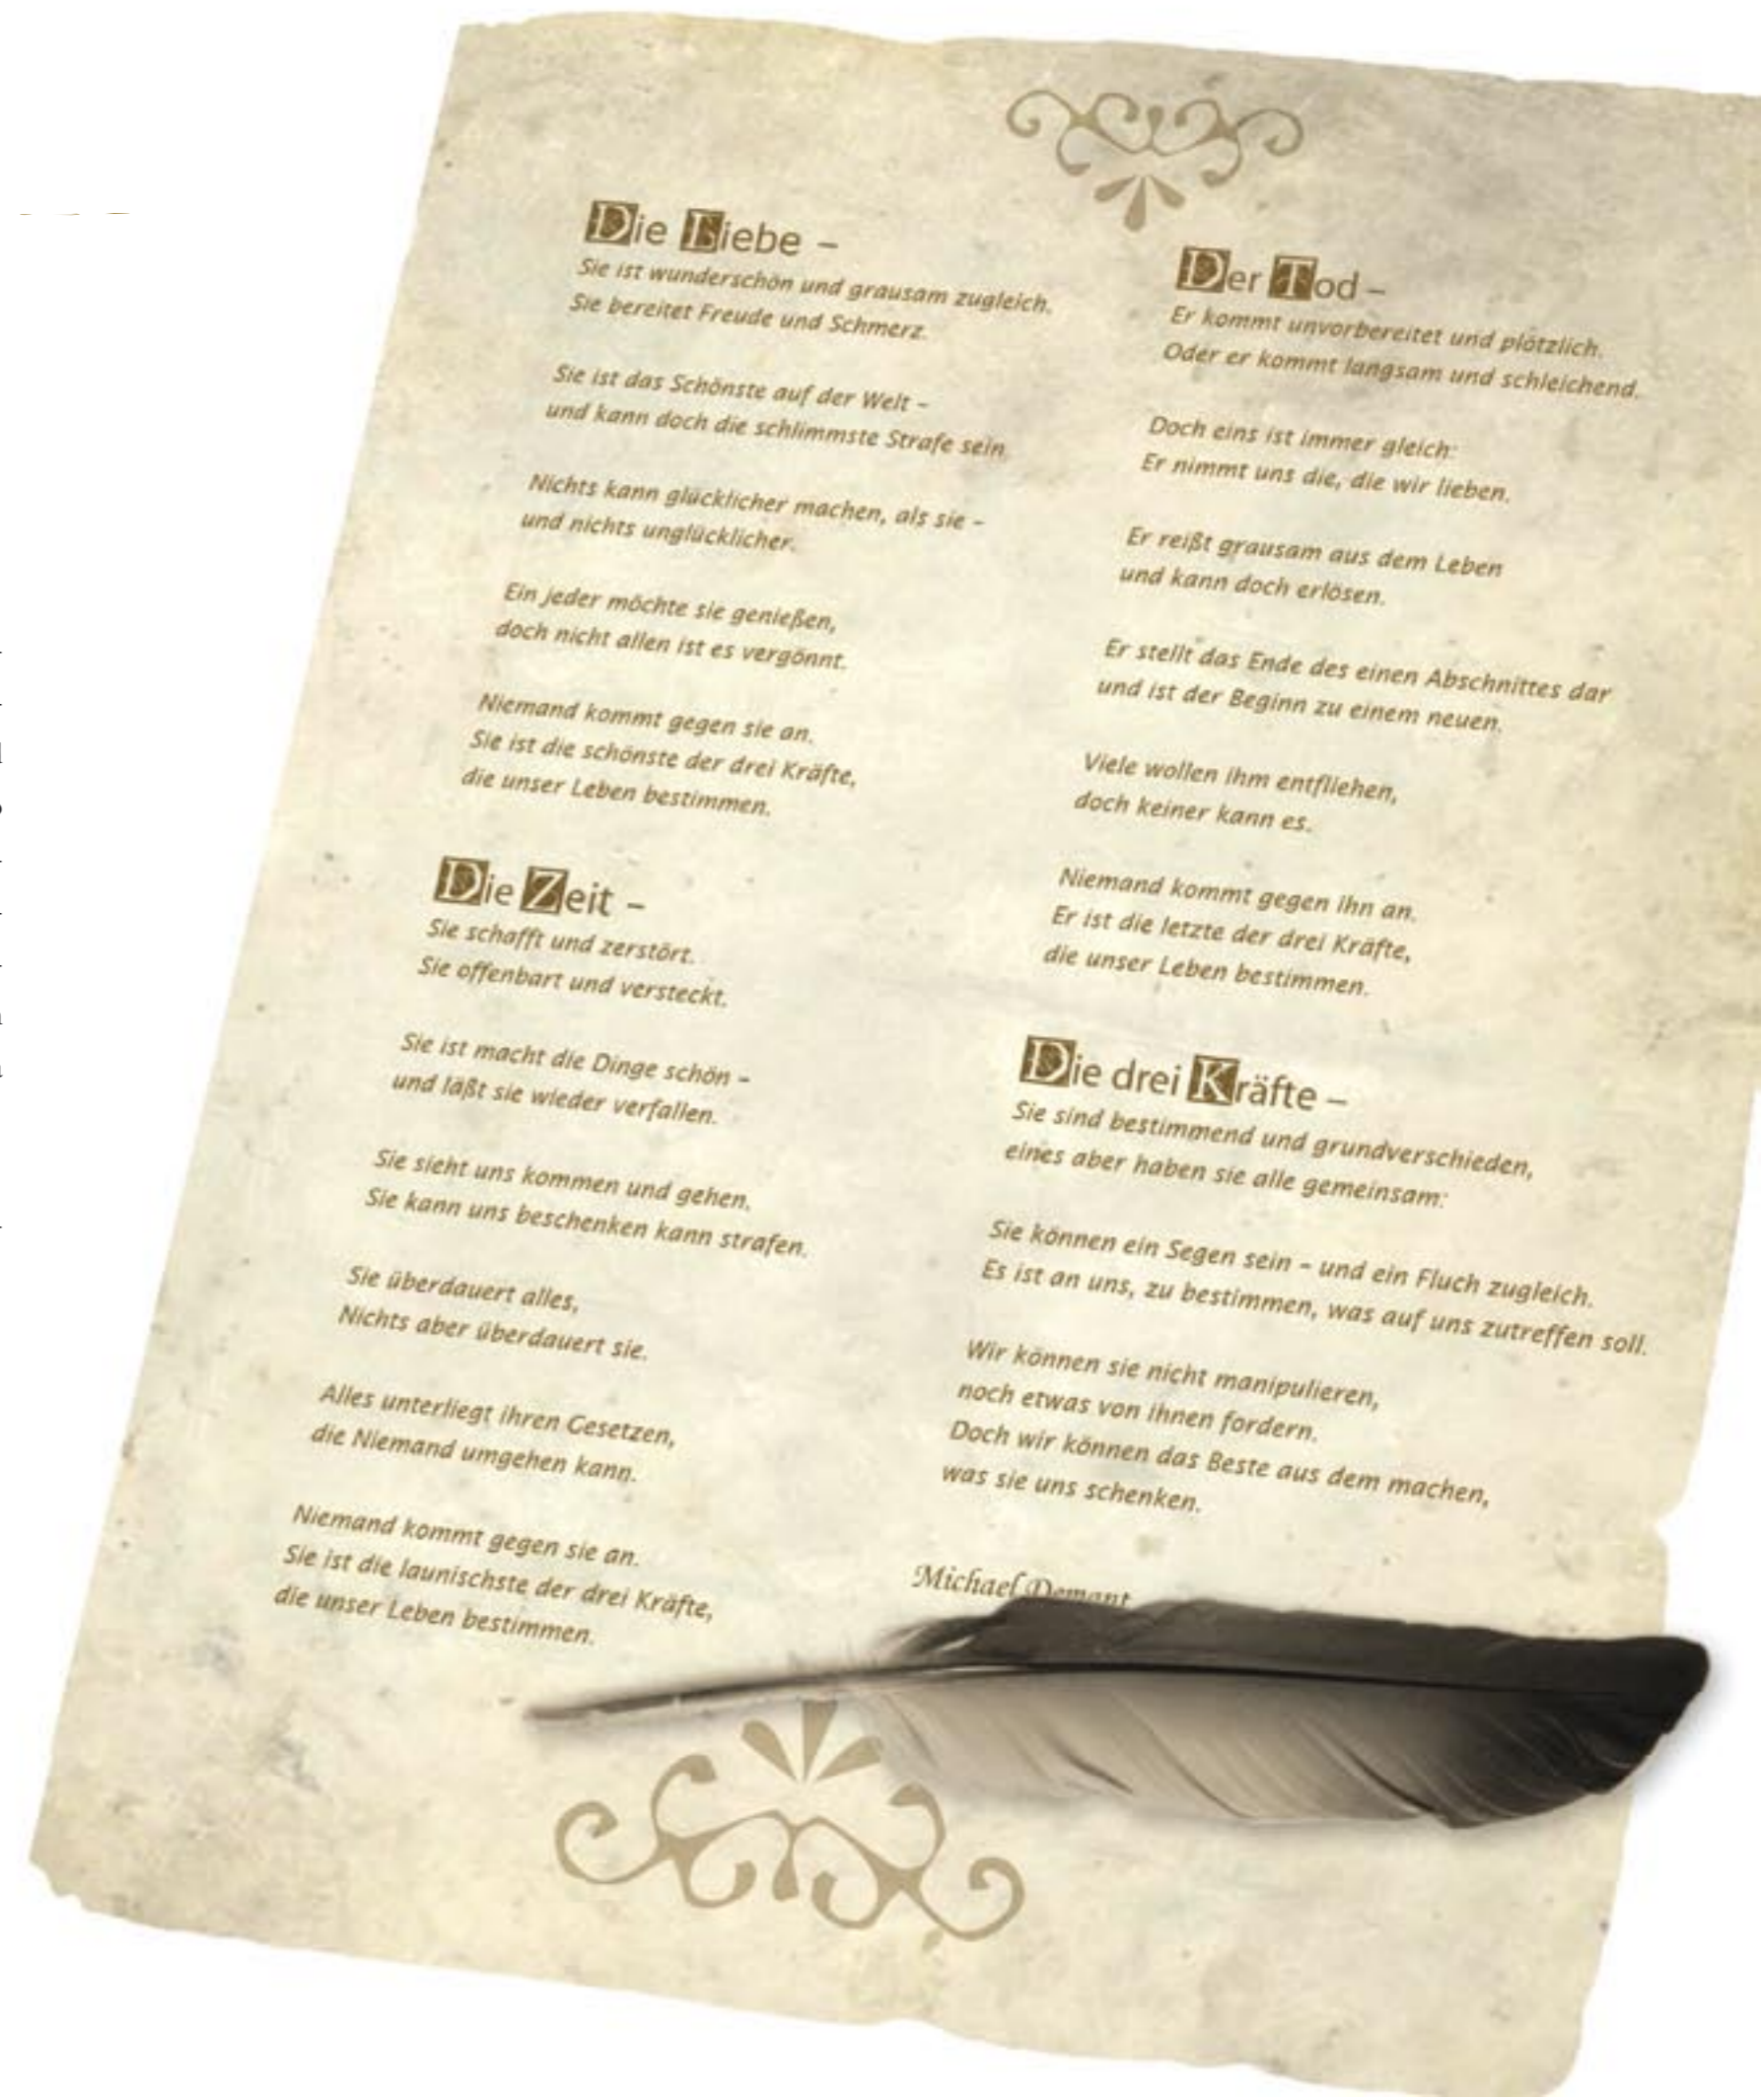 Die Liebe –
Sie ist wunderschön und grausam zugleich.
Sie bereitet Freude und Schmerz.
Sie ist das Schönste auf der Welt –
und kann doch die schlimmste Strafe sein.
Nichts kann glücklicher machen, als sie –
und nichts unglücklicher.
Ein jeder möchte sie genießen,
doch nicht allen ist es vergönnt.
Niemand kommt gegen sie an.
Sie ist die schönste der drei Kräfte,
die unser Leben bestimmen.
Die Zeit –
Sie schafft und zerstört.
Sie offenbart und versteckt.
Sie ist macht die Dinge schön –
und läßt sie wieder verfallen.
Sie sieht uns kommen und gehen.
Sie kann uns beschenken kann strafen.
Sie überdauert alles,
Nichts aber überdauert sie.
Alles unterliegt ihren Gesetzen,
die Niemand umgehen kann.
Niemand kommt gegen sie an.
Sie ist die launischste der drei Kräfte,
die unser Leben bestimmen.
Der Tod –
Er kommt unvorbereitet und plötzlich.
Oder er kommt langsam und schleichend.
Doch eins ist immer gleich:
Er nimmt uns die, die wir lieben.
Er reißt grausam aus dem Leben
und kann doch erlösen.
Er stellt das Ende des einen Abschnittes dar
und ist der Beginn zu einem neuen.
Viele wollen ihm entfliehen,
doch keiner kann es.
Niemand kommt gegen ihn an.
Er ist die letzte der drei Kräfte,
die unser Leben bestimmen.
Die drei Kräfte –
Sie sind bestimmend und grundverschieden,
eines aber haben sie alle gemeinsam:
Sie können ein Segen sein – und ein Fluch zugleich.
Es ist an uns, zu bestimmen, was auf uns zutreffen soll.
Wir können sie nicht manipulieren,
noch etwas von ihnen fordern.
Doch wir können das Beste aus dem machen,
was sie uns schenken.
Michael Demant